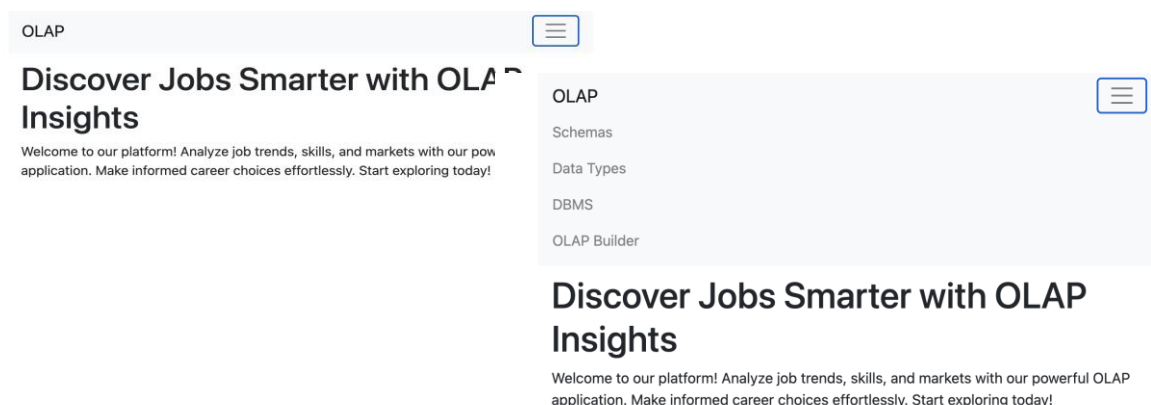 OLAP
Discover Jobs Smarter with OLAP
Insights
Welcome to our platform! Analyze job trends, skills, and markets with our
application. Make informed career choices effortlessly. Start exploring today!
OLAP
Schemas
Data Types
DBMS
OLAP Builder
Discover Jobs Smarter with OLAP
Insights
Welcome to our platform! Analyze job trends, skills, and markets with our powerful OLAP
application. Make informed career choices effortlessly. Start exploring today!